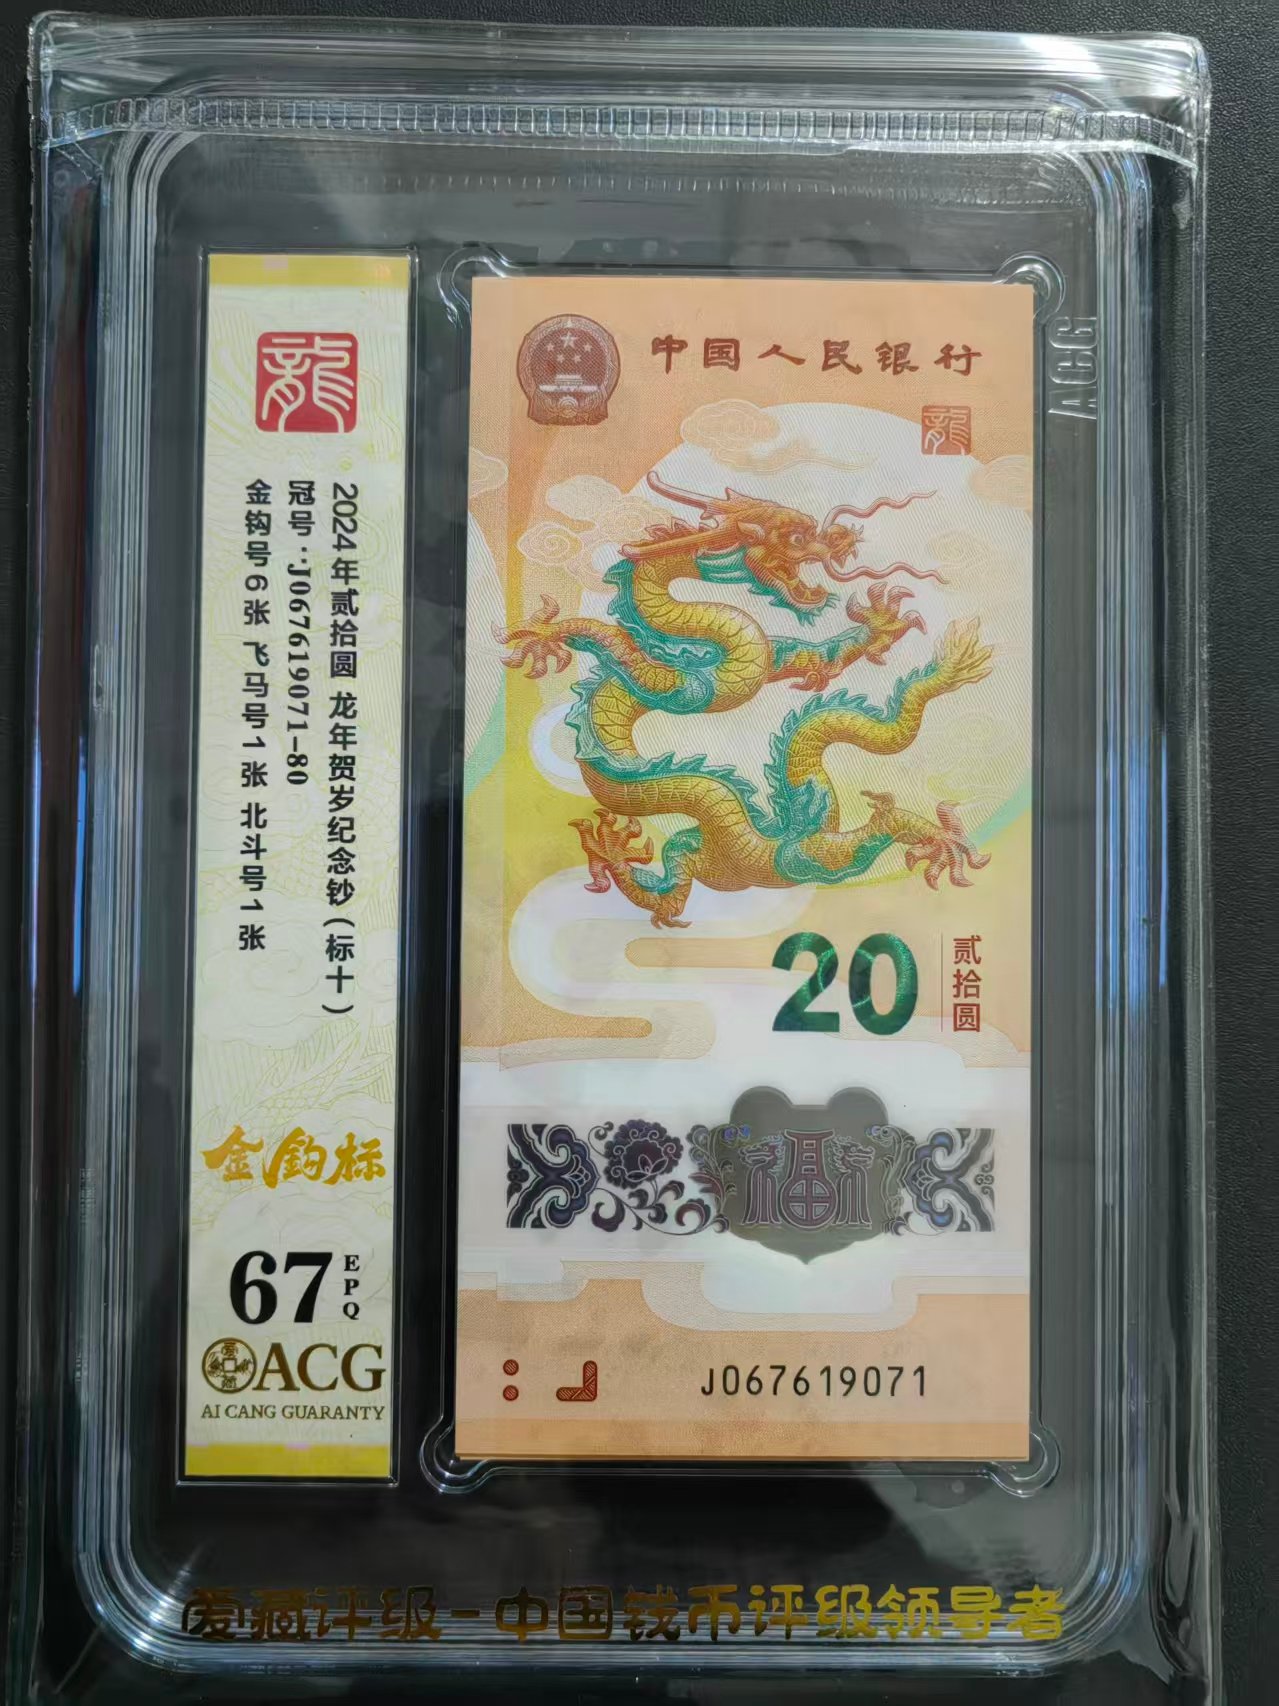 龍
2024年贰拾圆 龙年贺岁纪念钞（标十）
冠号：J067619071-80
金钩号6张 飞马号1张 北斗号1张
金钩标
67
EPQ
ACG
AI CANG GUARANTY
中国人民银行
龍
20
贰拾圆
福
J067619071
ACG
爱藏评级-中国钱币评级领导者